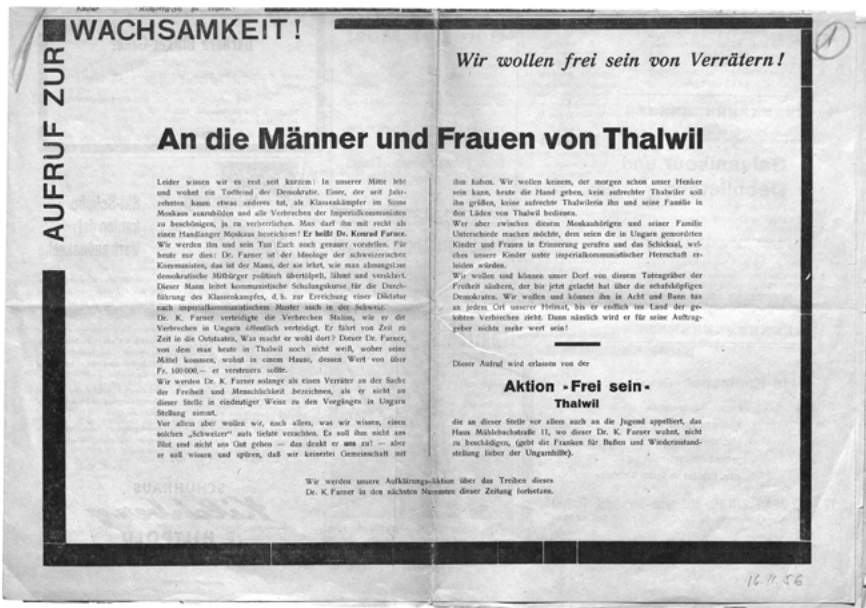 AUFRUF ZUR
WACHSAMKEIT!
Wir wollen frei sein von Verrätern!
1
An die Männer und Frauen von Thalwil
Leider wissen wir es erst seit kurzem: In unserer Mitte lebt
und wohnt ein Todfeind der Demokratie. Einer, der seit Jahr-
zehnten kaum etwas anderes tut, als Klassenkämpfer im Sinne
Moskaus auszubilden und alle Verbrechen der Imperialkommunisten
zu beschönigen, ja zu verherrlichen. Man darf ihn mit recht als
einen Handlanger Moskaus bezeichnen! Er heißt Dr. Konrad Farner.
Wir werden ihn und sein Tun Euch noch genauer vorstellen. Für
heute nur dies: Dr. Farner ist der Ideologe der schweizerischen
Kommunisten, das ist der Mann, der sie lehrt, wie man ahnungslose
demokratische Mitbürger politisch übertölpelt, lähmt und versklavt.
Dieser Mann leitet kommunistische Schulungskurse für die Durch-
führung des Klassenkampfes, d. h. zur Erreichung einer Diktatur
nach imperialkommunistischem Muster auch in der Schweiz.
Dr. K. Farner verteidigte die Verbrechen Stalins, wie er die
Verbrechen in Ungarn öffentlich verteidigt. Er fährt von Zeit zu
Zeit in die Oststaaten. Was macht er wohl dort? Dieser Dr. Farner,
von dem man heute in Thalwil noch nicht weiß, woher seine
Mittel kommen, wohnt in einem Hause, dessen Wert von über
Fr. 100'000.— er versteuern sollte.
Wir werden Dr. K. Farner solange als einen Verräter an der Sache
der Freiheit und Menschlichkeit bezeichnen, als er nicht an
dieser Stelle in eindeutiger Weise zu den Vorgängen in Ungarn
Stellung nimmt.
Vor allem aber wollen wir, nach allem, was wir wissen, einen
solchen „Schweizer" aufs tiefste verachten. Es soll ihm nicht ans
Blut und nicht ans Gut gehen — das denkt er uns zu! — aber
er soll wissen und spüren, daß wir keinerlei Gemeinschaft mit
ihm haben. Wir wollen keinem, der morgen schon unser Henker
sein kann, heute die Hand geben, kein aufrechter Thalwiler soll
ihn grüßen, keine aufrechte Thalwilerin ihn und seine Familie in
den Läden von Thalwil bedienen.
Wer aber zwischen diesem Moskauhörigen und seiner Familie
Unterschiede machen möchte, dem seien die in Ungarn gemordeten
Kinder und Frauen in Erinnerung gerufen und das Schicksal, wel-
ches unsere Kinder unter imperialkommunistischer Herrschaft er-
leiden würden.
Wir wollen und können unser Dorf von diesem Totengräber der
Freiheit säubern, der bis jetzt gelacht hat über die schafsköpfigen
Demokraten. Wir wollen und können ihn in Acht und Bann tun
an jedem Ort unserer Heimat, bis er endlich ins Land der ge-
lobten Verbrechen zieht. Dann nämlich wird er für seine Auftrag-
geber nichts mehr wert sein!
Dieser Aufruf wird erlassen von der
Aktion - Frei sein -
Thalwil
die an dieser Stelle vor allem auch an die Jugend appelliert, das
Haus Mühlebachstraße 11, wo dieser Dr. K. Farner wohnt, nicht
zu beschädigen, (gebt die Franken für Bußen und Wiederinstand-
stellung lieber der Ungarnhilfe).
Wir werden unsere Aufklärungs-Aktion über das Treiben dieses
Dr. K. Farner in den nächsten Nummern dieser Zeitung fortsetzen.
16.11.56